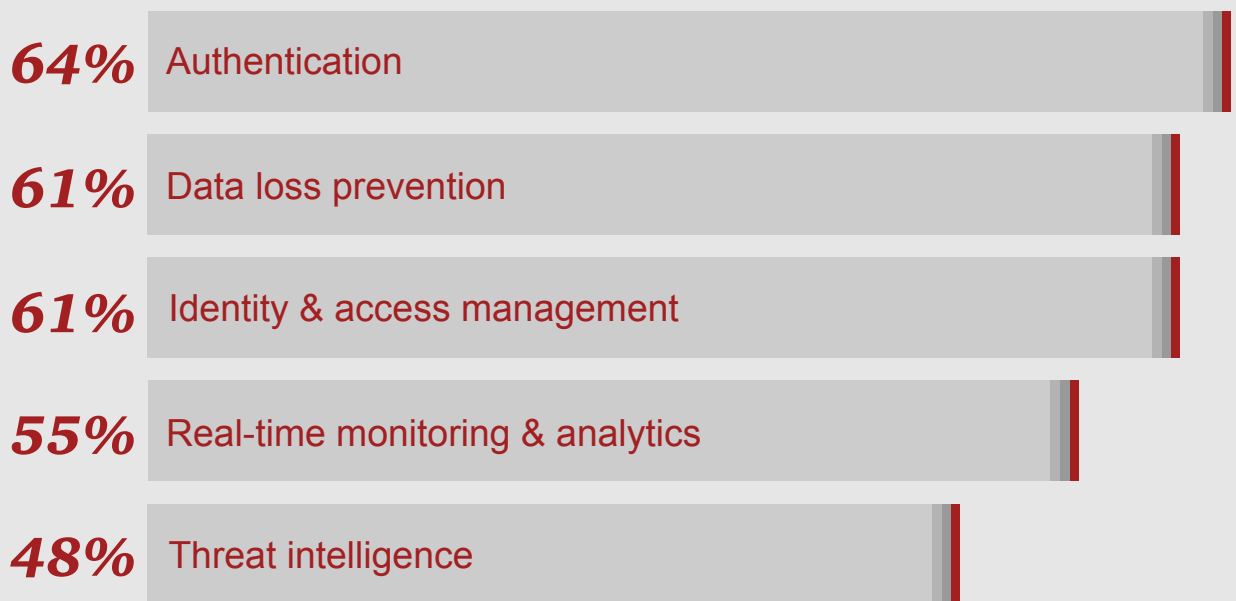 64% Authentication
61% Data loss prevention
61% Identity & access management
55% Real-time monitoring & analytics
48% Threat intelligence